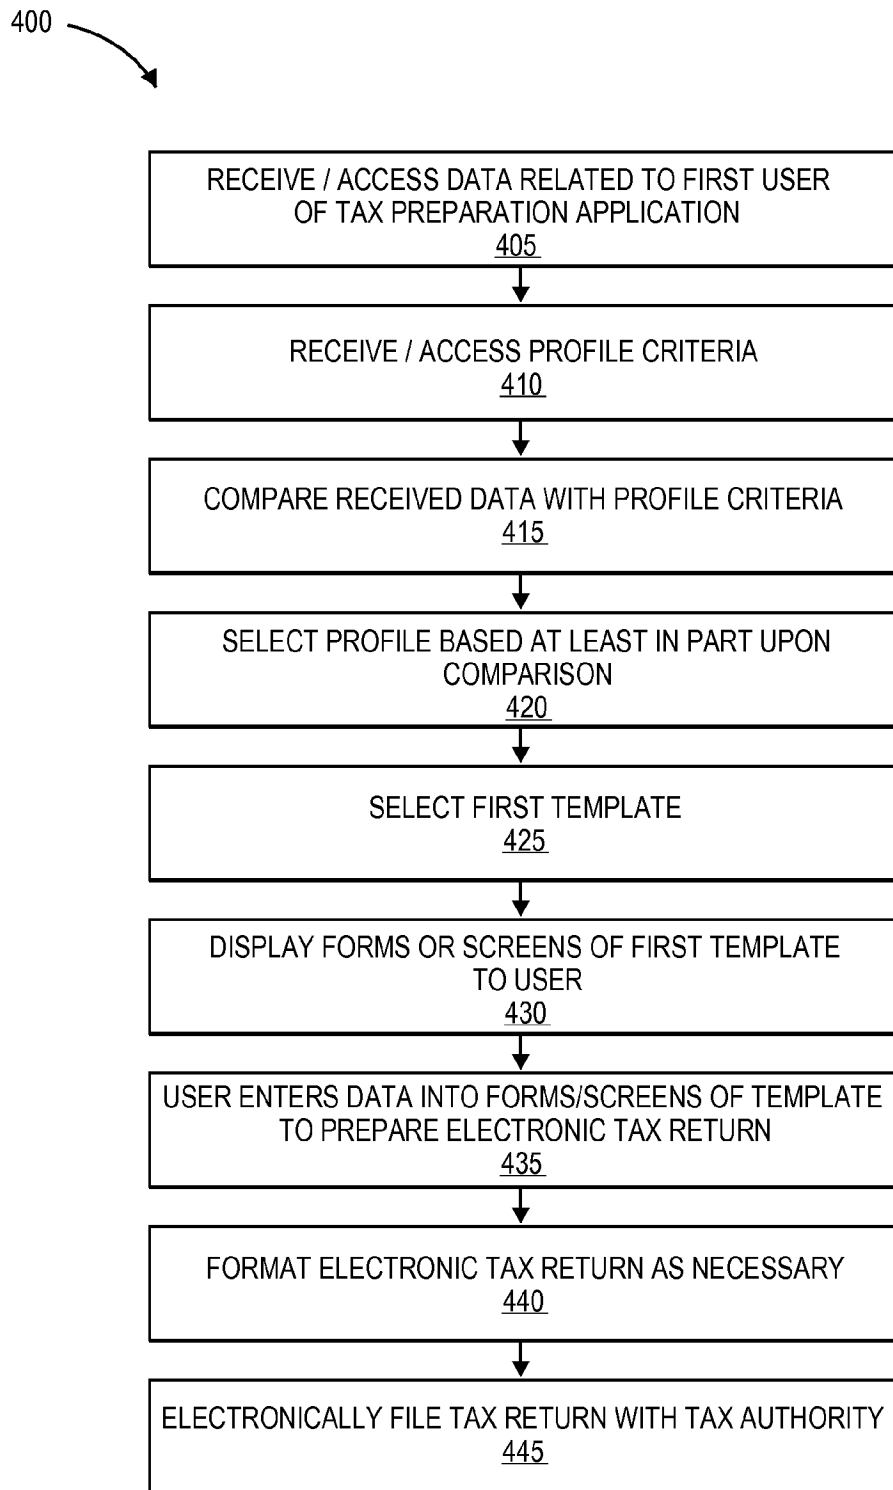 400
RECEIVE / ACCESS DATA RELATED TO FIRST USER
OF TAX PREPARATION APPLICATION
405
RECEIVE / ACCESS PROFILE CRITERIA
410
COMPARE RECEIVED DATA WITH PROFILE CRITERIA
415
SELECT PROFILE BASED AT LEAST IN PART UPON
COMPARISON
420
SELECT FIRST TEMPLATE
425
DISPLAY FORMS OR SCREENS OF FIRST TEMPLATE
TO USER
430
USER ENTERS DATA INTO FORMS/SCREENS OF TEMPLATE
TO PREPARE ELECTRONIC TAX RETURN
435
FORMAT ELECTRONIC TAX RETURN AS NECESSARY
440
ELECTRONICALLY FILE TAX RETURN WITH TAX AUTHORITY
445